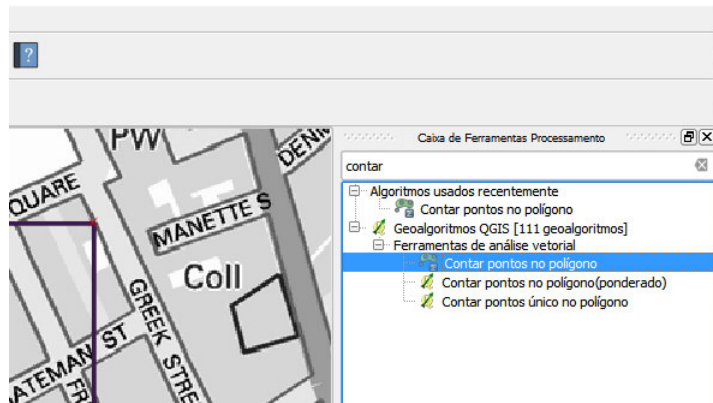 ?
Caixa de Ferramentas Processamento
contar
Algoritmos usados recentemente
Contar pontos no polígono
Geoalgoritmos QGIS [111 geoalgoritmos]
Ferramentas de análise vetorial
Contar pontos no polígono
Contar pontos no polígono(ponderado)
Contar pontos único no polígono
PW
DENM
QUARE
MANETTE S
Coll
GREEK STRE
ATEMAN ST
FR